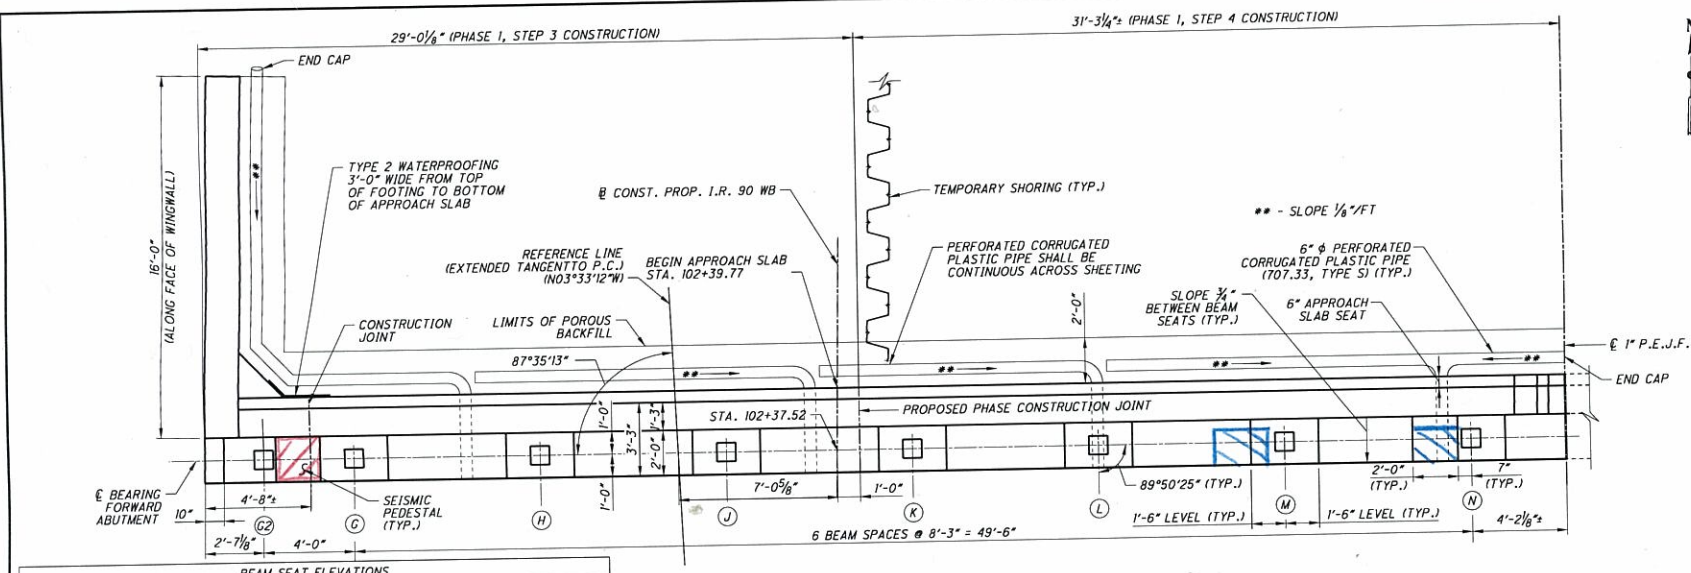 29'-0⅛" (PHASE 1, STEP 3 CONSTRUCTION)
31'-3¼"± (PHASE 1, STEP 4 CONSTRUCTION)
END CAP
TYPE 2 WATERPROOFING
3'-0" WIDE FROM TOP
OF FOOTING TO BOTTOM
OF APPROACH SLAB
℄ CONST. PROP. I.R. 90 WB
TEMPORARY SHORING (TYP.)
** - SLOPE ⅛"/FT
16'-0"
(ALONG FACE OF WINGWALL)
**
REFERENCE LINE
(EXTENDED TANGENTTO P.C.)
(N03°33'12"W)
BEGIN APPROACH SLAB
STA. 102+39.77
PERFORATED CORRUGATED
PLASTIC PIPE SHALL BE
CONTINUOUS ACROSS SHEETING
6" ϕ PERFORATED
CORRUGATED PLASTIC PIPE
(707.33, TYPE S) (TYP.)
SLOPE ¾"
BETWEEN BEAM
SEATS (TYP.)
6" APPROACH
SLAB SEAT
2'-0"
CONSTRUCTION
JOINT
LIMITS OF POROUS
BACKFILL
87°35'13"
℄ 1" P.E.J.F.
**
**
**
**
END CAP
1'-0"
3'-3"
1'-3"
2'-0"
1'-0"
STA. 102+37.52
PROPOSED PHASE CONSTRUCTION JOINT
℄ BEARING
FORWARD
ABUTMENT
10"
4'-8"±
SEISMIC
PEDESTAL
(TYP.)
7'-0⅝"
1'-0"
89°50'25" (TYP.)
2'-0"
(TYP.)
7"
(TYP.)
G2
G
H
J
K
L
M
N
1'-6" LEVEL (TYP.)
1'-6" LEVEL (TYP.)
2'-7⅛"
4'-0"
6 BEAM SPACES @ 8'-3" = 49'-6"
4'-2⅛"±
BEAM SEAT ELEVATIONS